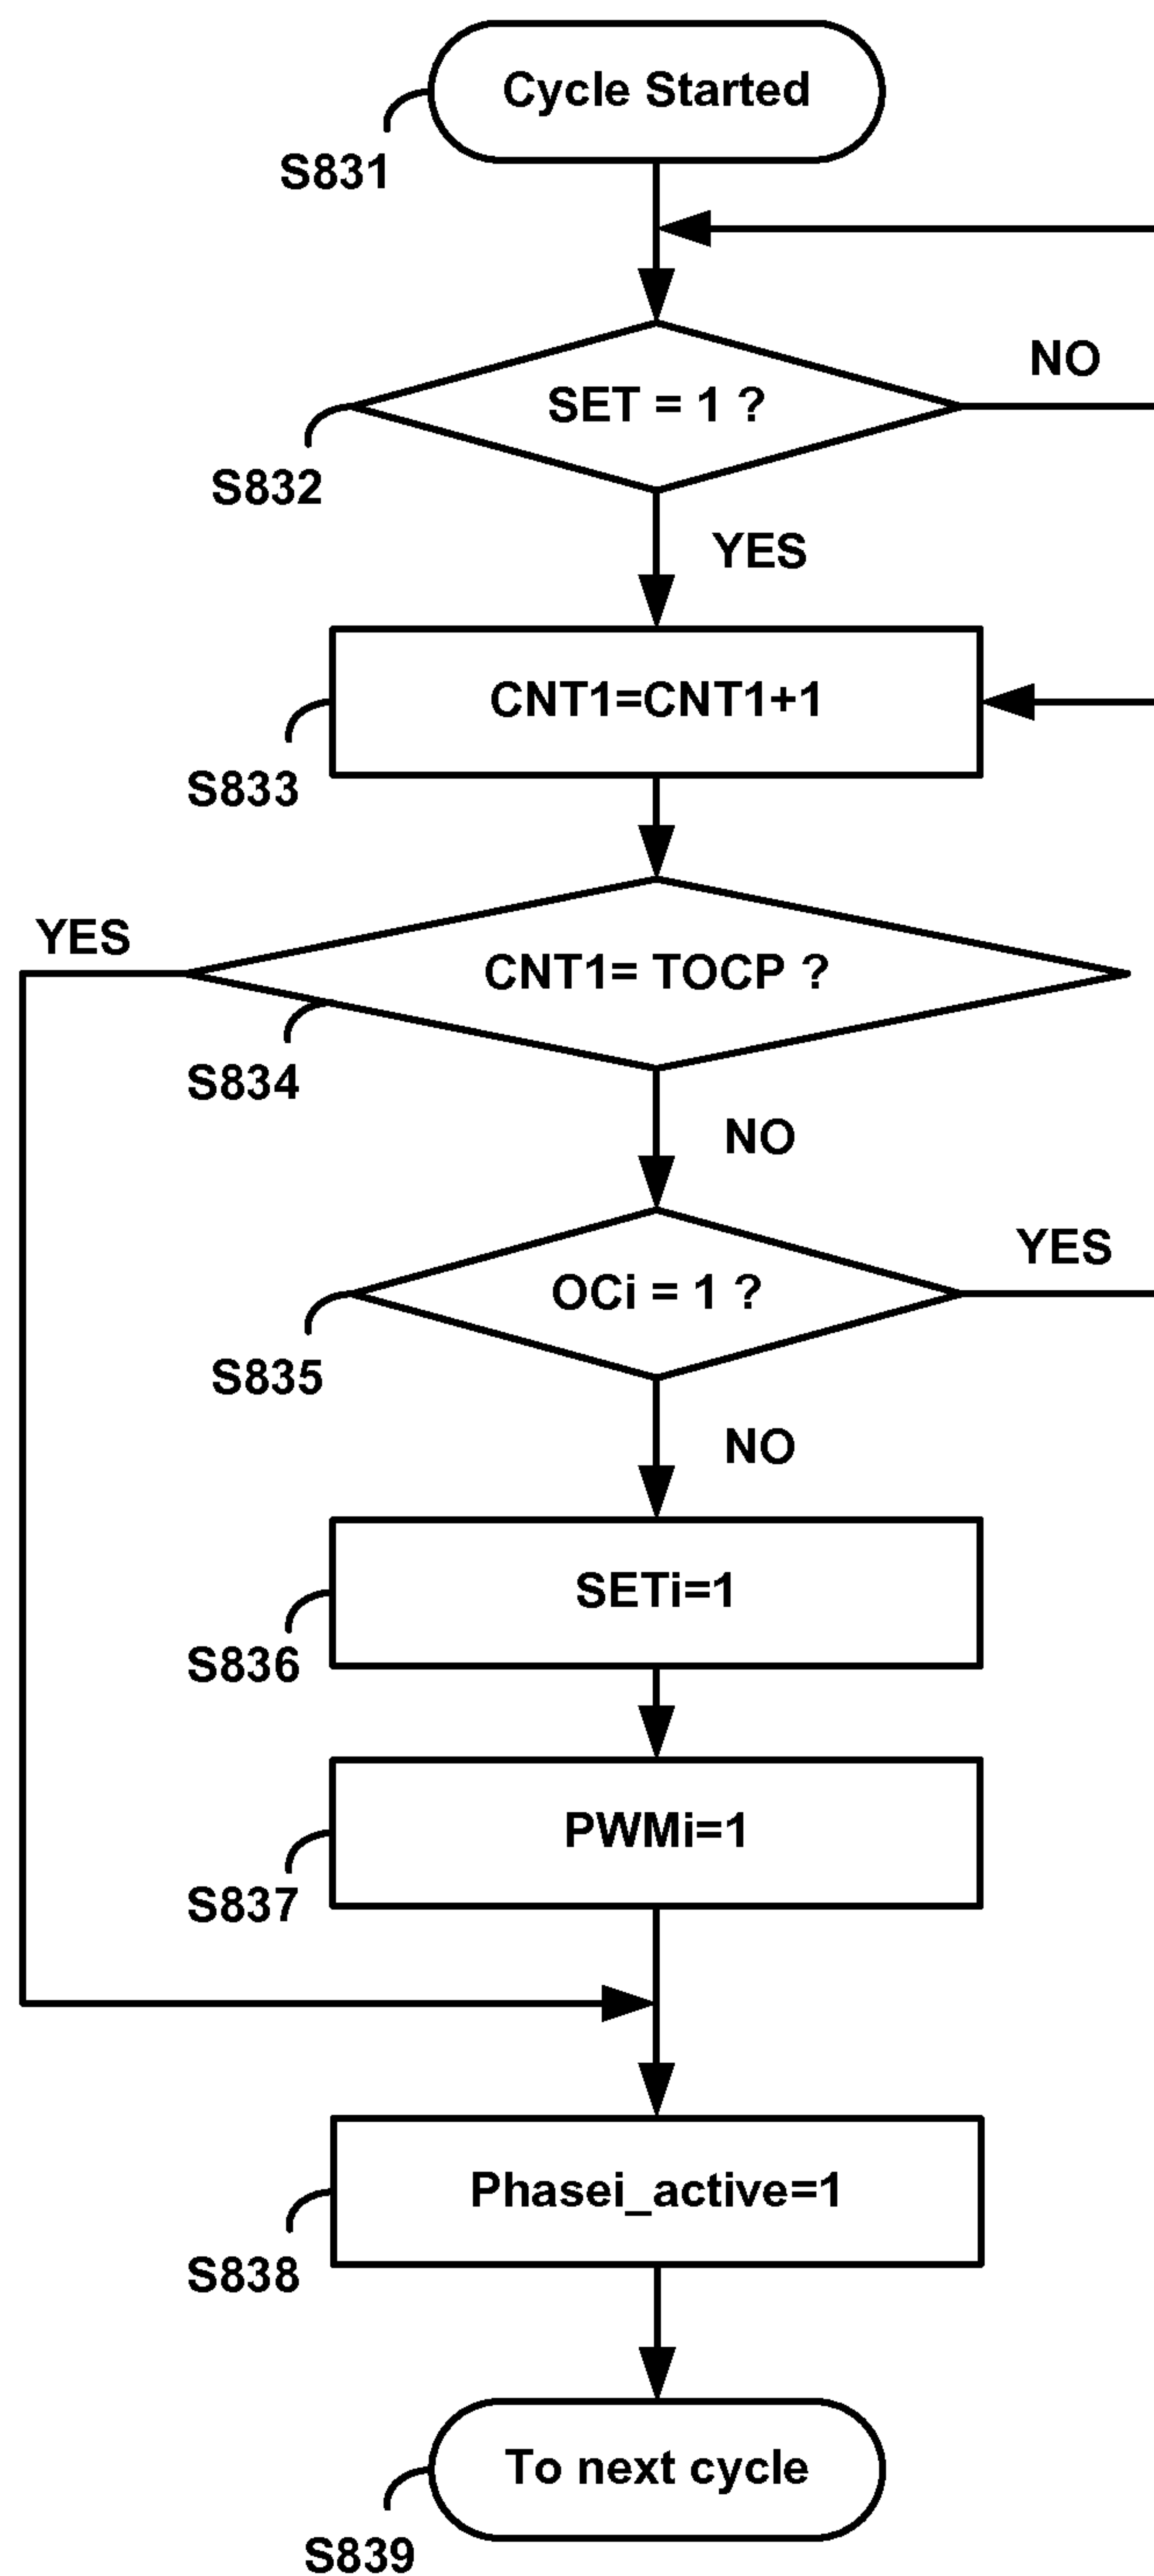 Cycle Started
S831
NO
SET = 1 ?
S832
YES
CNT1=CNT1+1
S833
YES
CNT1= TOCP ?
S834
NO
YES
OCi = 1 ?
S835
NO
SETi=1
S836
PWMi=1
S837
Phasei_active=1
S838
To next cycle
S839